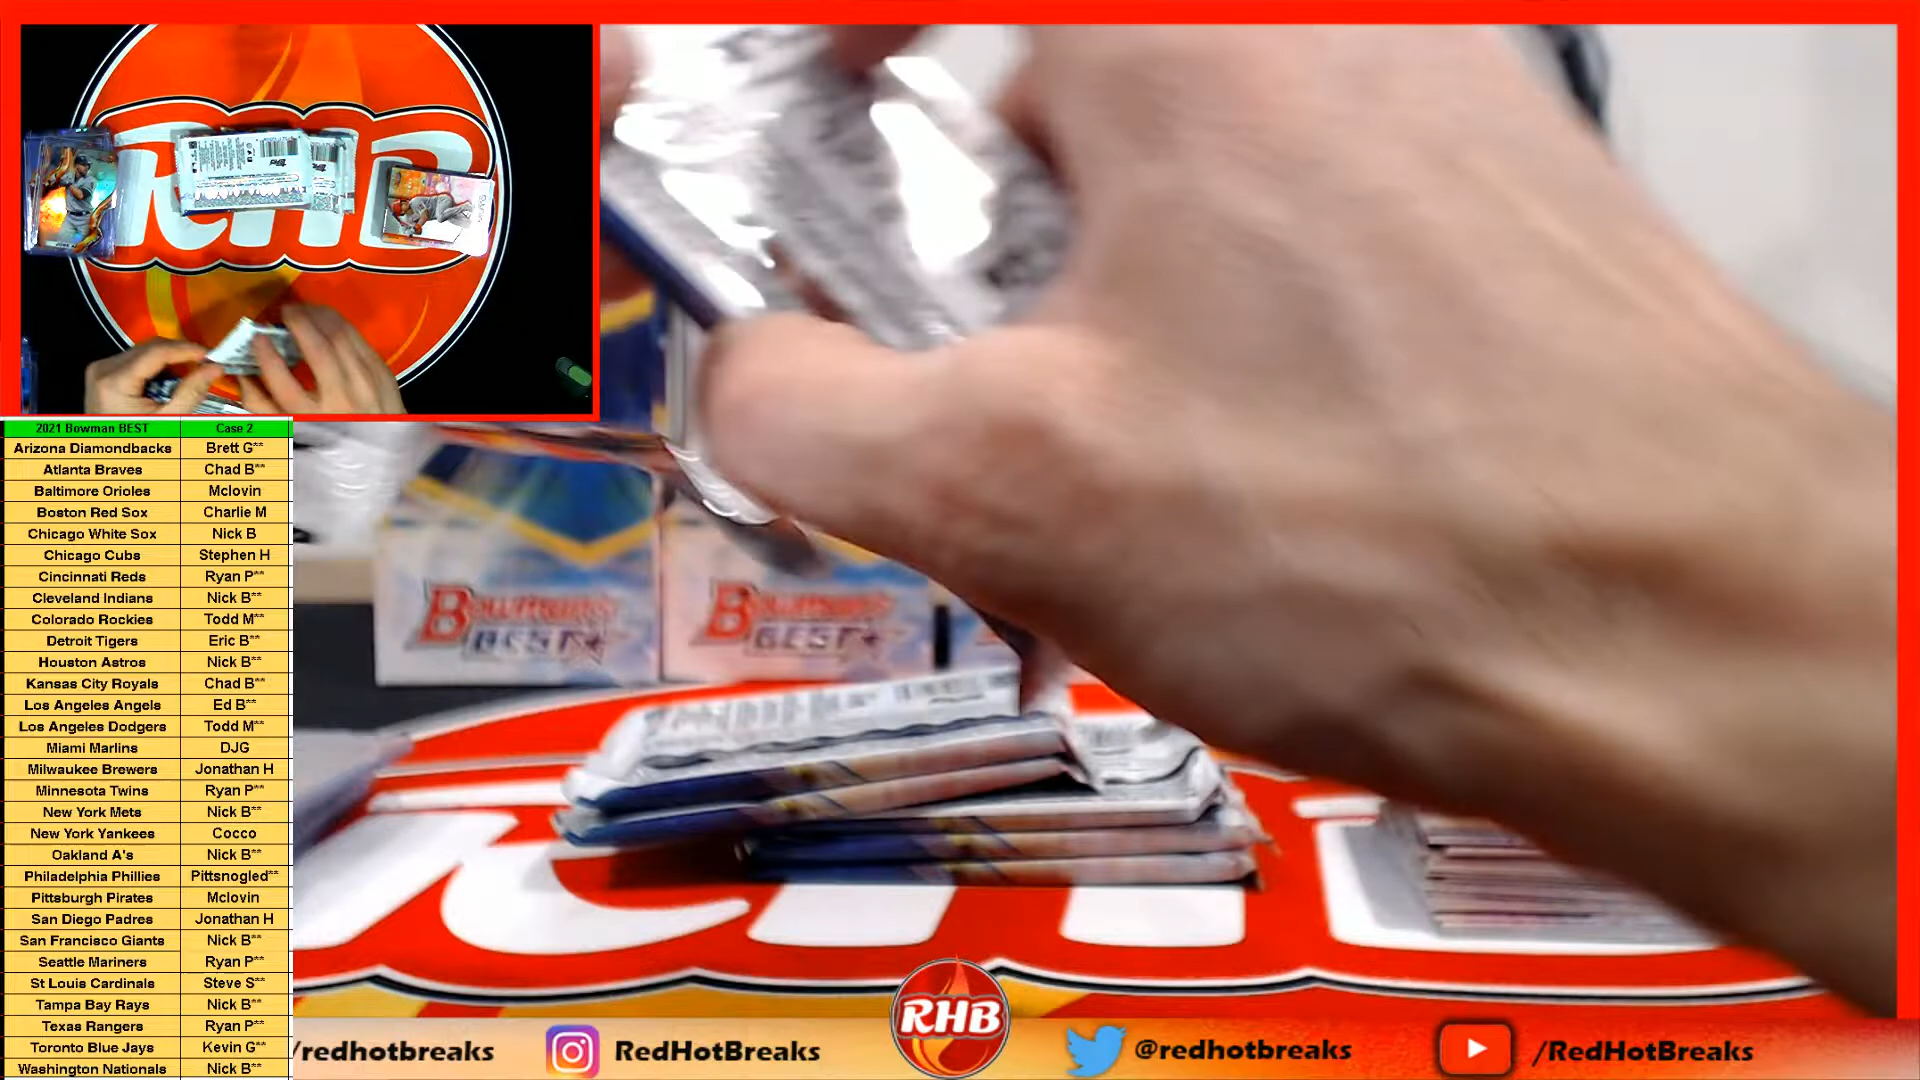 RHB
2021 Bowman BEST Case 2
Arizona Diamondbacks Brett G**
Atlanta Braves Chad B**
Baltimore Orioles Mclovin
Boston Red Sox Charlie M
Chicago White Sox Nick B
Chicago Cubs Stephen H
Cincinnati Reds Ryan P**
Cleveland Indians Nick B**
Colorado Rockies Todd M**
Detroit Tigers Eric B**
Houston Astros Nick B**
Kansas City Royals Chad B**
Los Angeles Angels Ed B**
Los Angeles Dodgers Todd M**
Miami Marlins DJG
Milwaukee Brewers Jonathan H
Minnesota Twins Ryan P**
New York Mets Nick B**
New York Yankees Cocco
Oakland A's Nick B**
Philadelphia Phillies Pittsnogled**
Pittsburgh Pirates Mclovin
San Diego Padres Jonathan H
San Francisco Giants Nick B**
Seattle Mariners Ryan P**
St Louis Cardinals Steve S**
Tampa Bay Rays Nick B**
Texas Rangers Ryan P**
Toronto Blue Jays Kevin G**
Washington Nationals Nick B**
BOWMAN'S
BEST
BOWMAN'S
BEST
RHB
/redhotbreaks
RedHotBreaks
@redhotbreaks
/RedHotBreaks